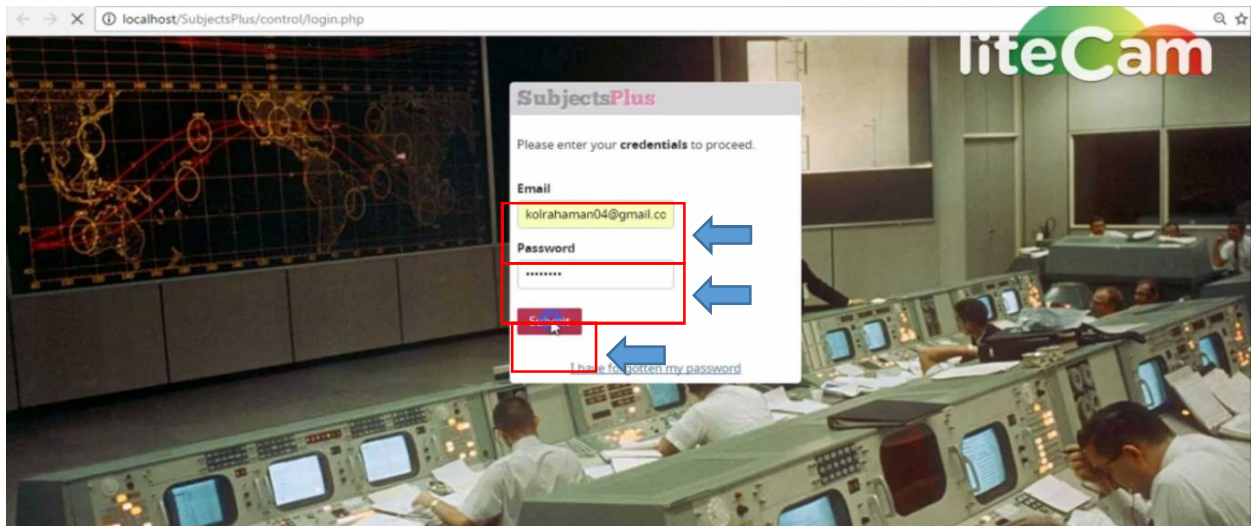 localhost/SubjectsPlus/control/login.php
liteCam
SubjectsPlus
Please enter your credentials to proceed.
Email
kolrahaman04@gmail.co
Password
••••••••
Submit
I have forgotten my password